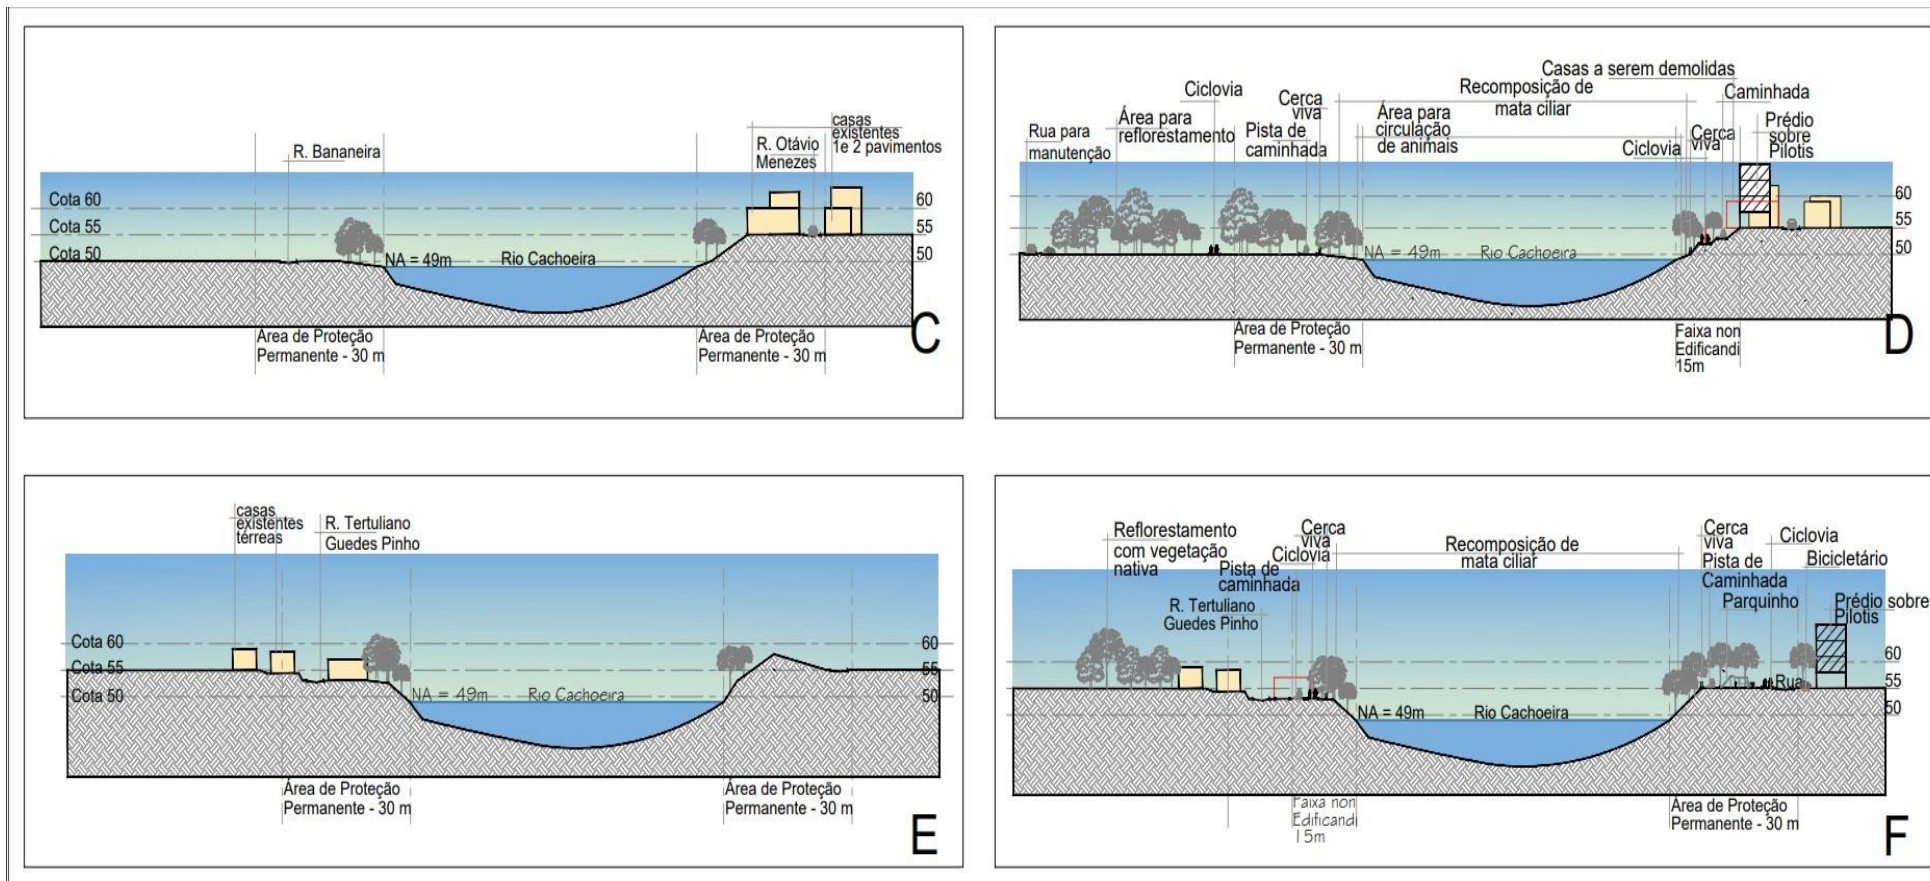 casas
existentes
1e 2 pavimentos
R. Otávio
Menezes
R. Bananeira
Cota 60
60
Cota 55
55
Cota 50
50
NA = 49m
Rio Cachoeira
Área de Proteção
Permanente - 30 m
Área de Proteção
Permanente - 30 m
C
Casas a serem demolidas
Recomposição de
mata ciliar
Caminhada
Ciclovia
Cerca
viva
Área para
reflorestamento
Área para
circulação
de animais
Prédio
sobre
Pilotis
Rua para
manutenção
Pista de
caminhada
Cerca
viva
Ciclovia
60
55
50
NA = 49m
Rio Cachoeira
Área de Proteção
Permanente - 30 m
Faixa non
Edificandi
15m
D
casas
existentes
térreas
R. Tertuliano
Guedes Pinho
Cota 60
60
Cota 55
55
Cota 50
50
NA = 49m
Rio Cachoeira
Área de Proteção
Permanente - 30 m
Área de Proteção
Permanente - 30 m
E
Reflorestamento
com vegetação
nativa
Cerca
viva
Ciclovia
Pista de
caminhada
R. Tertuliano
Guedes Pinho
Recomposição de
mata ciliar
Cerca
viva
Pista de
Caminhada
Ciclovia
Bicicletário
Parquinho
Prédio sobre
Pilotis
60
Rua
55
50
NA = 49m
Rio Cachoeira
Faixa non
Edificandi
15m
Área de Proteção
Permanente - 30 m
F